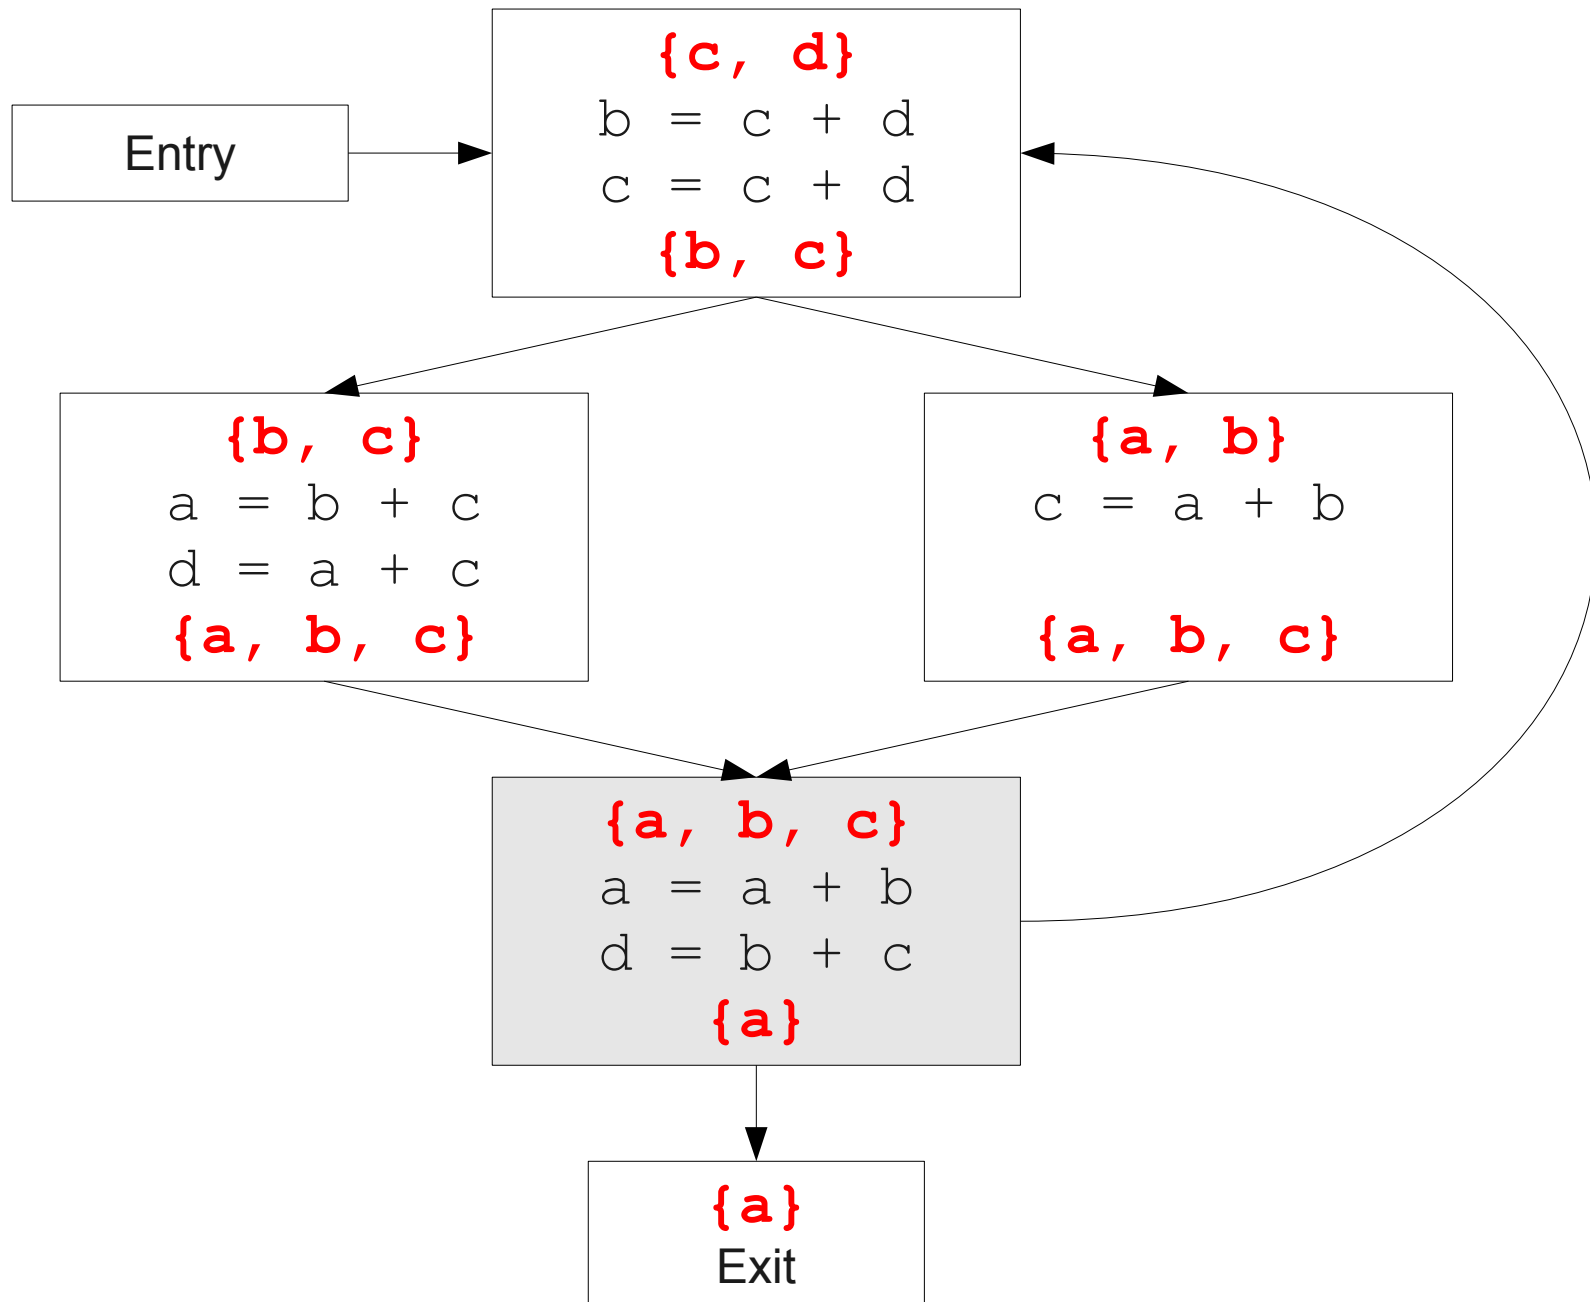 {c, d}
b = c + d
c = c + d
{b, c}
Entry
{b, c}
a = b + c
d = a + c
{a, b, c}
{a, b}
c = a + b
{a, b, c}
{a, b, c}
a = a + b
d = b + c
{a}
{a}
Exit